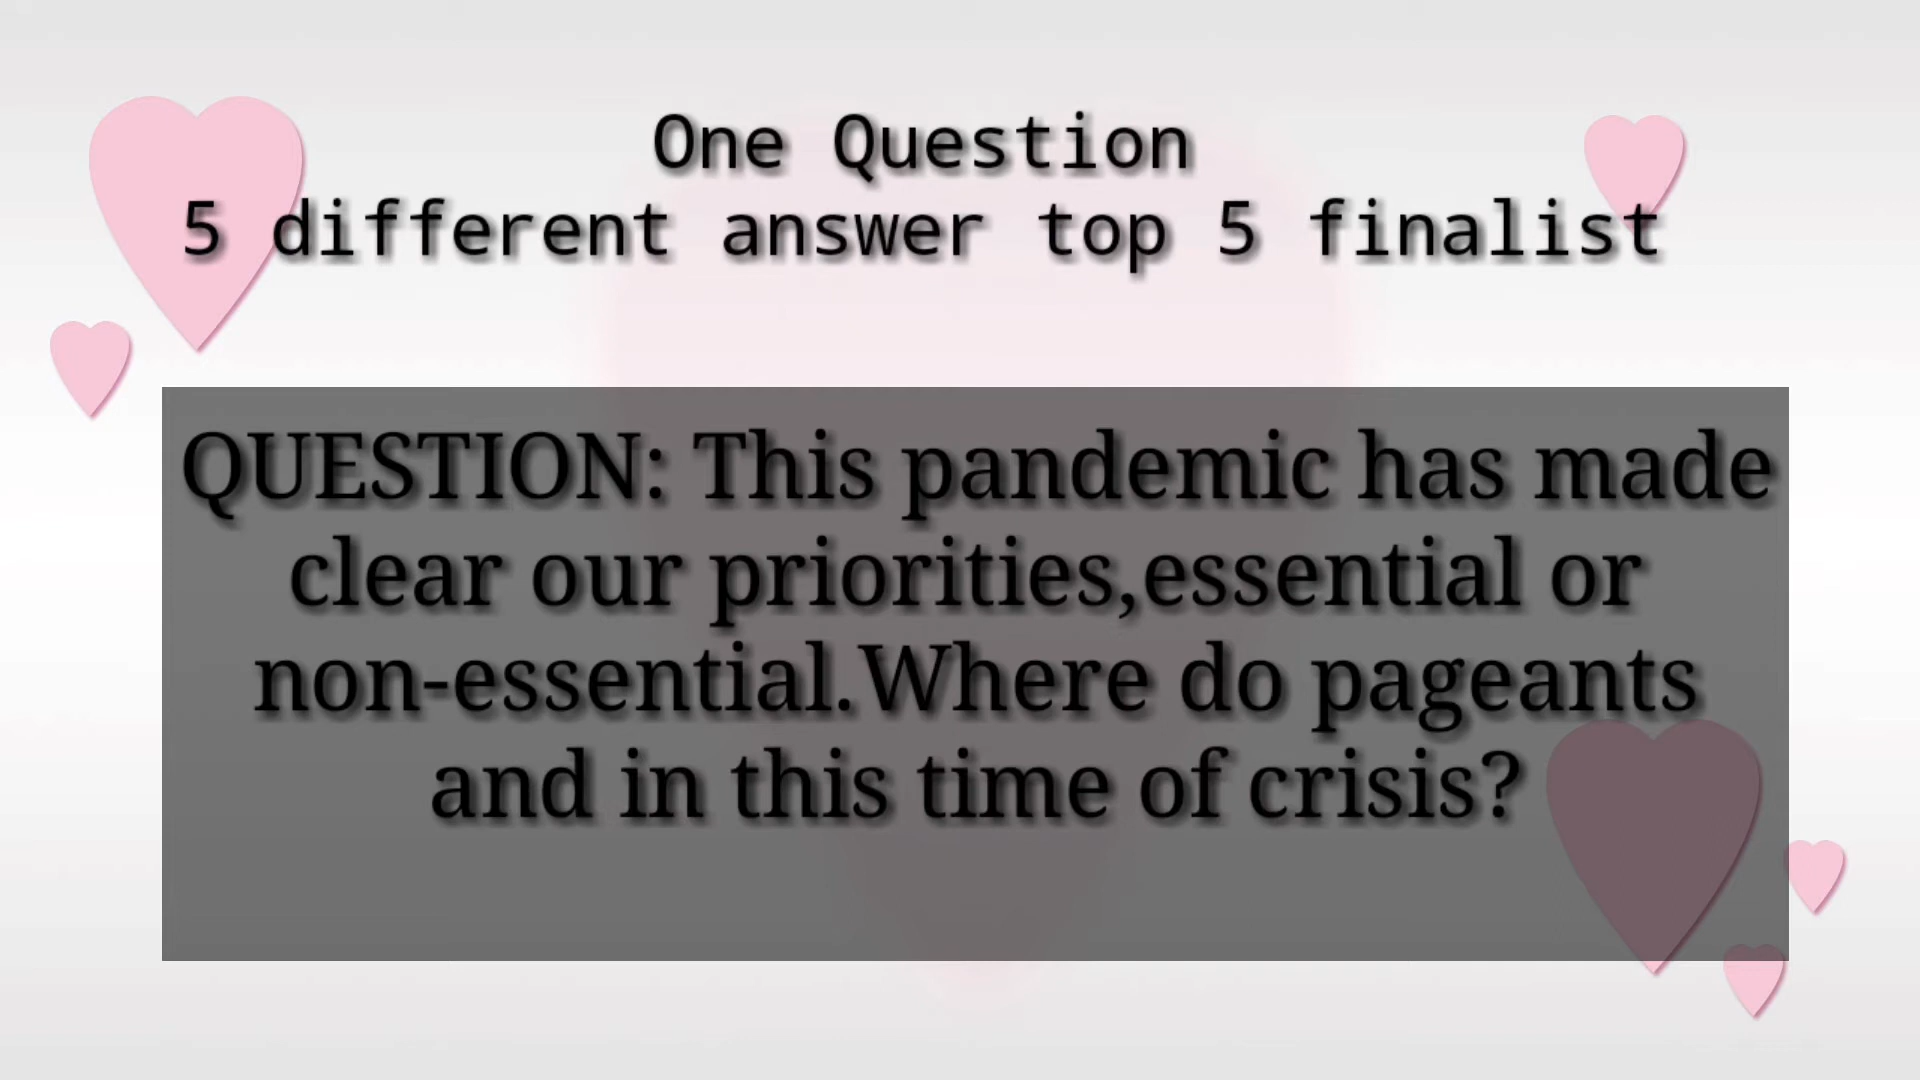 One Question
5 different answer top 5 finalist
QUESTION: This pandemic has made
clear our priorities,essential or
non-essential.Where do pageants
and in this time of crisis?